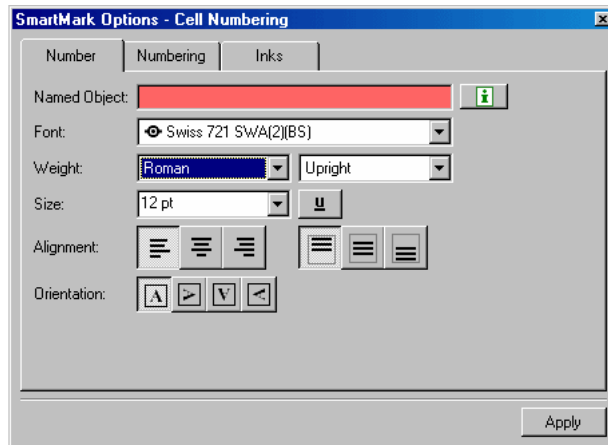 SmartMark Options - Cell Numbering
Number Numbering Inks
Named Object:
Font: Swiss 721 SWA(2)(BS)
Weight: Roman Upright
Size: 12 pt u
Alignment:
Orientation: A A V A
Apply